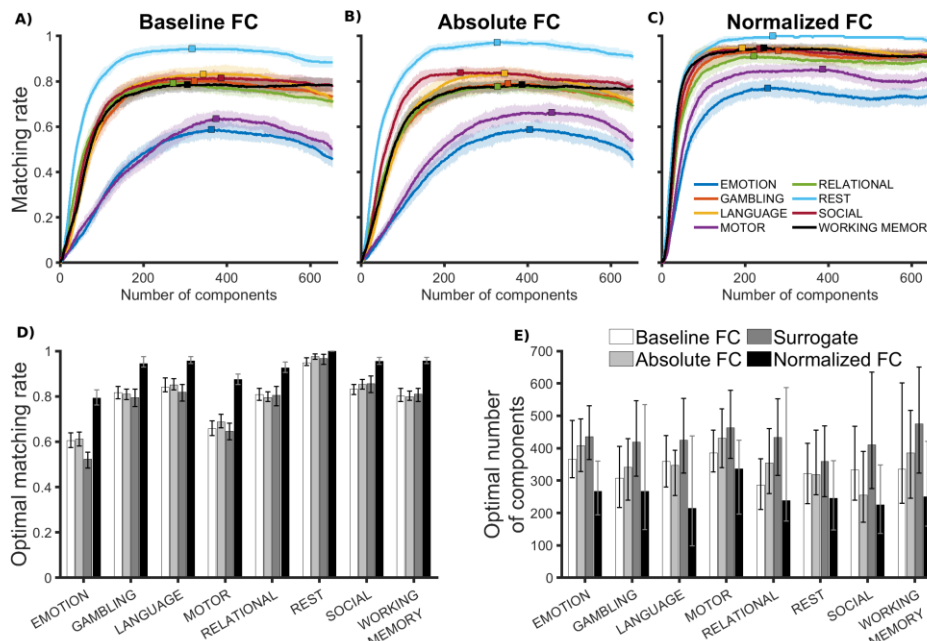 A) Baseline FC
B) Absolute FC
C) Normalized FC
Matching rate
1
0.8
0.6
0.4
0.2
0
0 200 400 600
Number of components
0 200 400 600
Number of components
0 200 400 600
Number of components
EMOTION
GAMBLING
LANGUAGE
MOTOR
RELATIONAL
REST
SOCIAL
WORKING MEMOR
D)
Optimal matching rate
1
0.8
0.6
0.4
0.2
0
EMOTION
GAMBLING
LANGUAGE
MOTOR
RELATIONAL
REST
SOCIAL
WORKING
MEMORY
E)
Baseline FC
Absolute FC
Surrogate
Normalized FC
Optimal number
of components
700
600
500
400
300
200
100
0
EMOTION
GAMBLING
LANGUAGE
MOTOR
RELATIONAL
REST
SOCIAL
WORKING
MEMORY